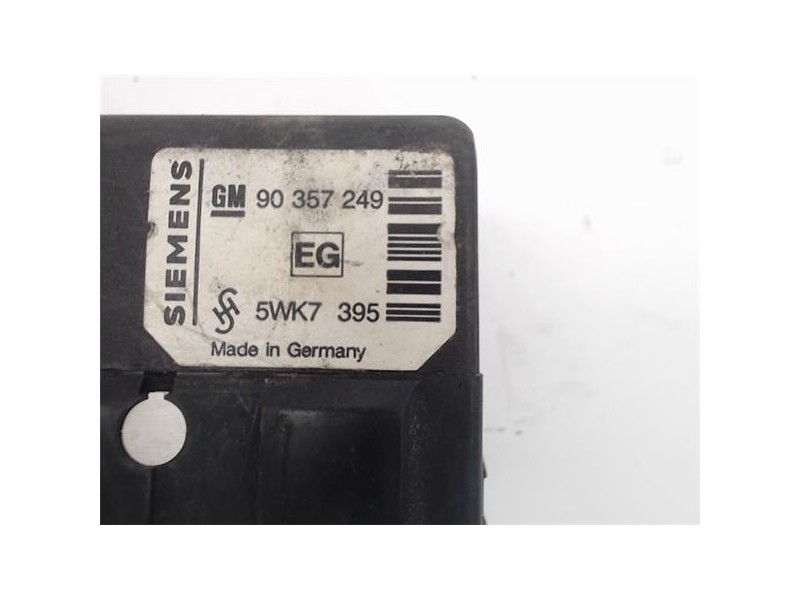 SIEMENS
GM 90 357 249
EG
5WK7 395
Made in Germany